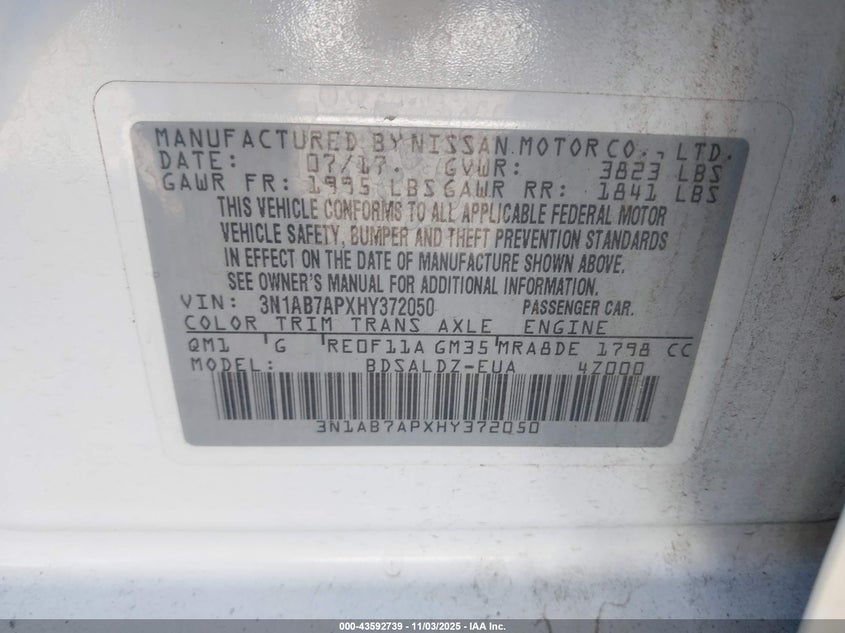 MANUFACTURED BY NISSAN MOTOR CO., LTD.
DATE: 07/17. GVWR: 3823 LBS
GAWR FR: 1995 LBS GAWR RR: 1841 LBS
THIS VEHICLE CONFORMS TO ALL APPLICABLE FEDERAL MOTOR
VEHICLE SAFETY, BUMPER AND THEFT PREVENTION STANDARDS
IN EFFECT ON THE DATE OF MANUFACTURE SHOWN ABOVE.
SEE OWNER'S MANUAL FOR ADDITIONAL INFORMATION.
VIN: 3N1AB7APXHY372050 PASSENGER CAR.
COLOR TRIM TRANS AXLE ENGINE
QM1 G RE0F11A GM35 MRA8DE 1798 CC
MODEL: BDSALDZ-EUA 4Z000
3N1AB7APXHY372050
000-43592739 - 11/03/2025 - IAA Inc.